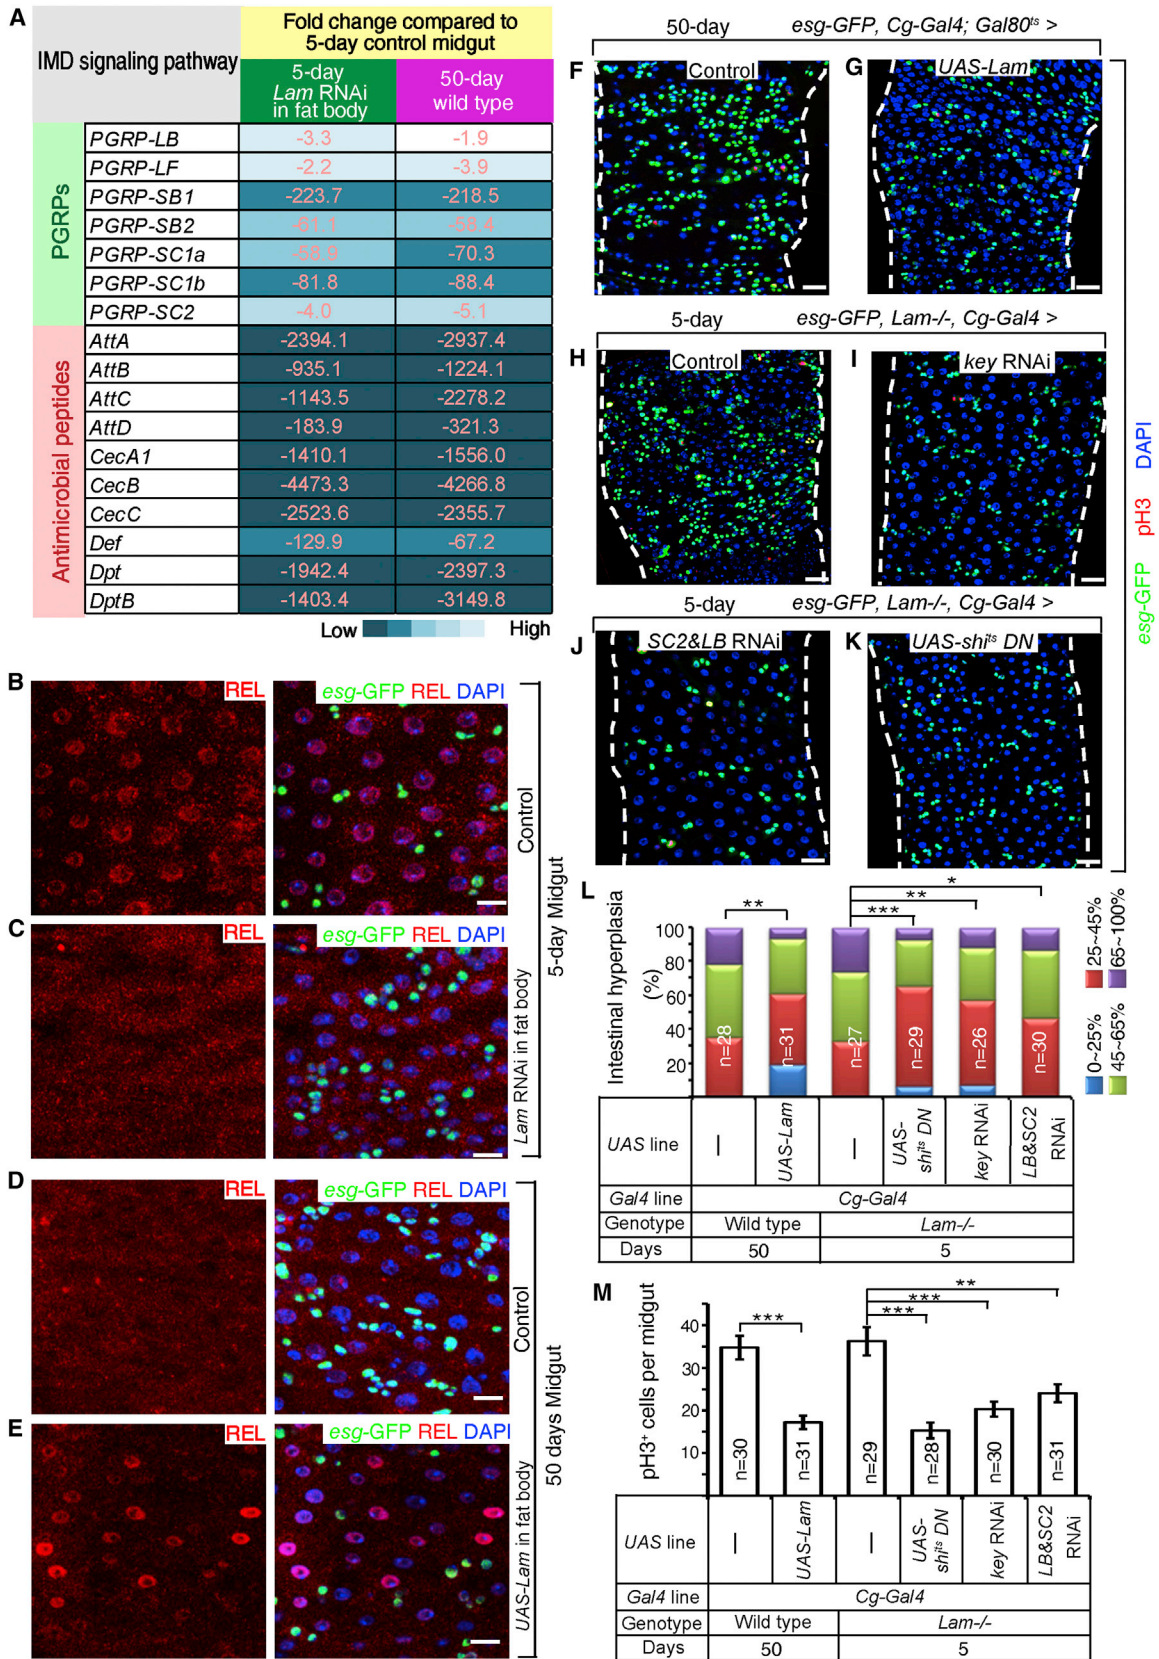 A
IMD signaling pathway
Fold change compared to
5-day control midgut
5-day
Lam RNAi
in fat body
50-day
wild type
PGRPs
PGRP-LB -3.3 -1.9
PGRP-LF -2.2 -3.9
PGRP-SB1 -223.7 -218.5
PGRP-SB2 -61.1 -58.4
PGRP-SC1a -58.9 -70.3
PGRP-SC1b -81.8 -88.4
PGRP-SC2 -4.0 -5.1
Antimicrobial peptides
AttA -2394.1 -2937.4
AttB -935.1 -1224.1
AttC -1143.5 -2278.2
AttD -183.9 -321.3
CecA1 -1410.1 -1556.0
CecB -4473.3 -4266.8
CecC -2523.6 -2355.7
Def -129.9 -67.2
Dpt -1942.4 -2397.3
DptB -1403.4 -3149.8
Low High
B
REL
esg-GFP REL DAPI
Control
C
REL
esg-GFP REL DAPI
Lam RNAi in fat body
5-day Midgut
D
REL
esg-GFP REL DAPI
Control
E
REL
esg-GFP REL DAPI
UAS-Lam in fat body
50 days Midgut
50-day esg-GFP, Cg-Gal4; Gal80ts >
F
Control
G
UAS-Lam
5-day esg-GFP, Lam-/-, Cg-Gal4 >
H
Control
I
key RNAi
5-day esg-GFP, Lam-/-, Cg-Gal4 >
J
SC2&LB RNAi
K
UAS-shits DN
esg-GFP pH3 DAPI
L
Intestinal hyperplasia
(%)
100
80
60
40
20
** *** ** *
n=28
n=31
n=27
n=29
n=26
n=30
0~25%
25~45%
45~65%
65~100%
UAS line
—
UAS-Lam
—
UAS-
shits DN
key RNAi
LB&SC2
RNAi
Gal4 line Cg-Gal4
Genotype Wild type Lam-/-
Days 50 5
M
pH3+ cells per midgut
40
30
20
10
*** *** *** **
n=30
n=31
n=29
n=28
n=30
n=31
UAS line
—
UAS-Lam
—
UAS-
shits DN
key RNAi
LB&SC2
RNAi
Gal4 line Cg-Gal4
Genotype Wild type Lam-/-
Days 50 5